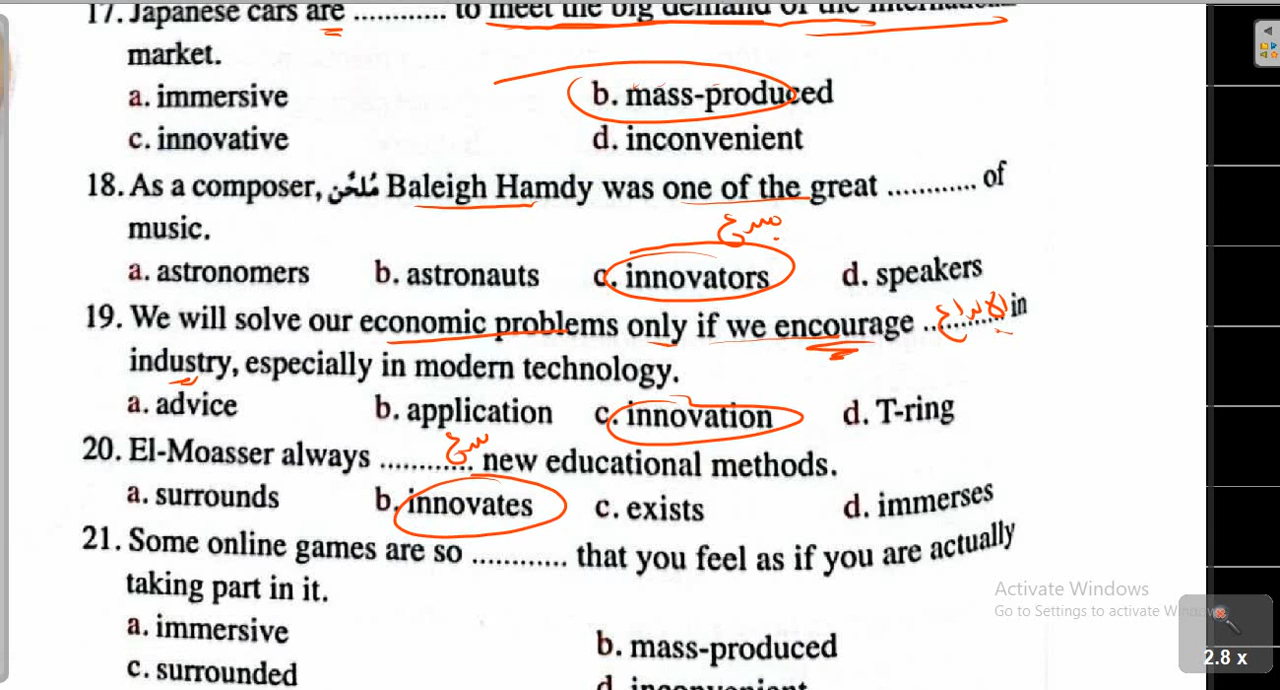 17. Japanese cars are ............ to meet the big demand of the international
market.
a. immersive b. mass-produced
c. innovative d. inconvenient
18. As a composer, مُلحّن Baleigh Hamdy was one of the great ............ of
music.
a. astronomers b. astronauts c. innovators d. speakers
19. We will solve our economic problems only if we encourage ............ in
industry, especially in modern technology.
a. advice b. application c. innovation d. T-ring
20. El-Moasser always ............ new educational methods.
a. surrounds b. innovates c. exists d. immerses
21. Some online games are so ............ that you feel as if you are actually
taking part in it.
a. immersive b. mass-produced
c. surrounded d. inconvenient
Activate Windows
Go to Settings to activate Windows.
2.8 x